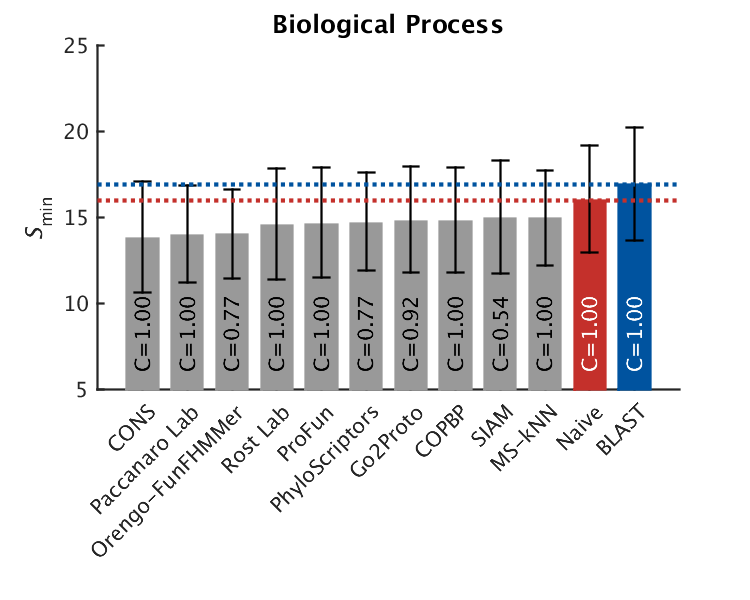 Biological Process
25
20
15
10
5
Smin
C=1.00
C=1.00
C=0.77
C=1.00
C=1.00
C=0.77
C=0.92
C=1.00
C=0.54
C=1.00
C=1.00
C=1.00
CONS
Paccanaro Lab
Orengo-FunFHMMer
Rost Lab
ProFun
PhyloScriptors
Go2Proto
COPBP
SIAM
MS-kNN
Naive
BLAST